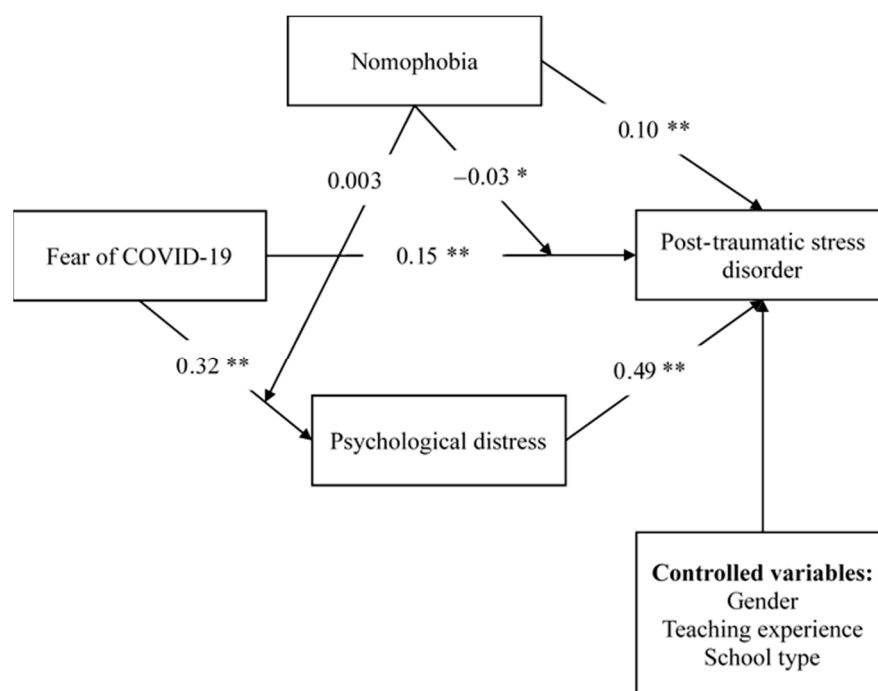 Nomophobia
0.10 **
0.003
−0.03 *
Fear of COVID-19
0.15 **
Post-traumatic stress
disorder
0.32 **
0.49 **
Psychological distress
Controlled variables:
Gender
Teaching experience
School type